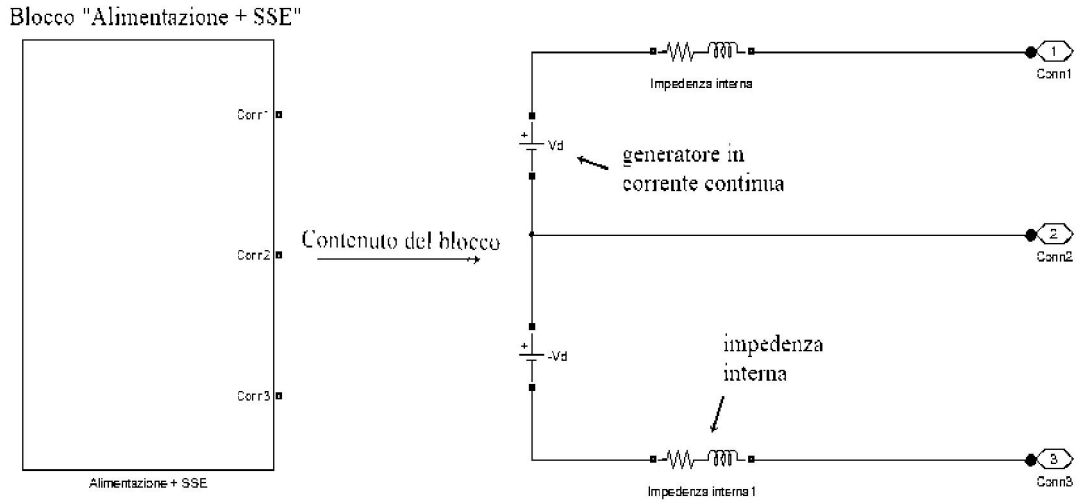 Blocco "Alimentazione + SSE"
Conn1
Conn2
Conn3
Alimentazione + SSE
Contenuto del blocco
Impedenza interna
1
Conn1
+
Vd
generatore in
corrente continua
2
Conn2
+
-Vd
impedenza
interna
Impedenza interna1
3
Conn3